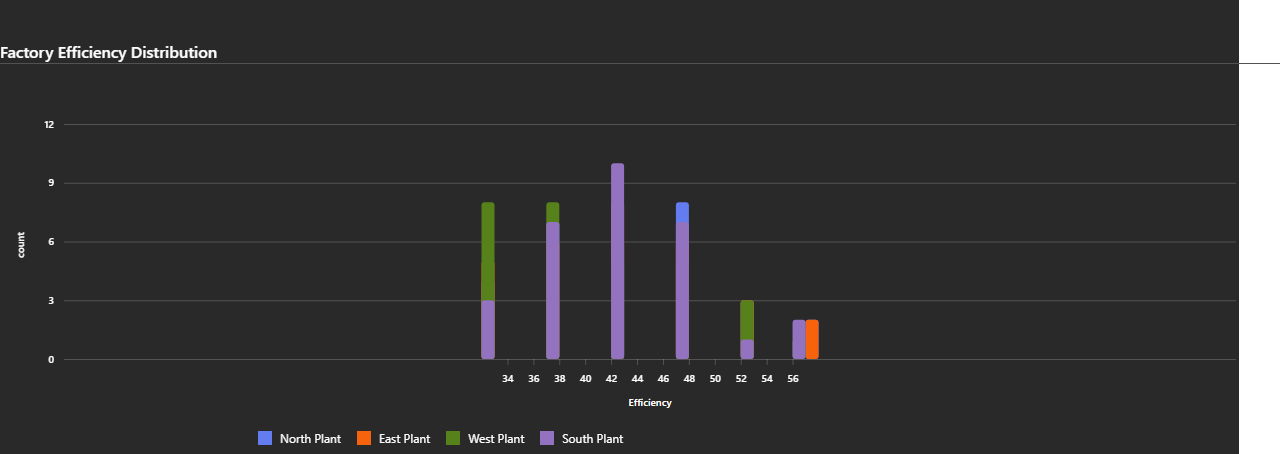 Factory Efficiency Distribution
12
9
6
3
0
count
34 36 38 40 42 44 46 48 50 52 54 56
Efficiency
North Plant East Plant West Plant South Plant